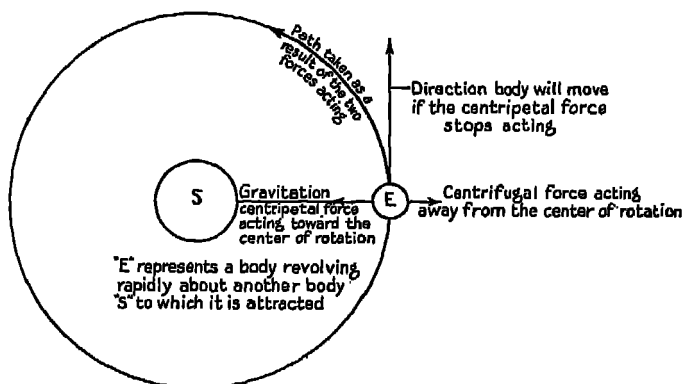 Path taken as a
result of the two
forces acting
Direction body will move
if the centripetal force
stops acting
S
Gravitation
centripetal force
acting toward the
center of rotation
E
Centrifugal force acting
away from the center of rotation
"E" represents a body revolving
rapidly about another body
"S" to which it is attracted